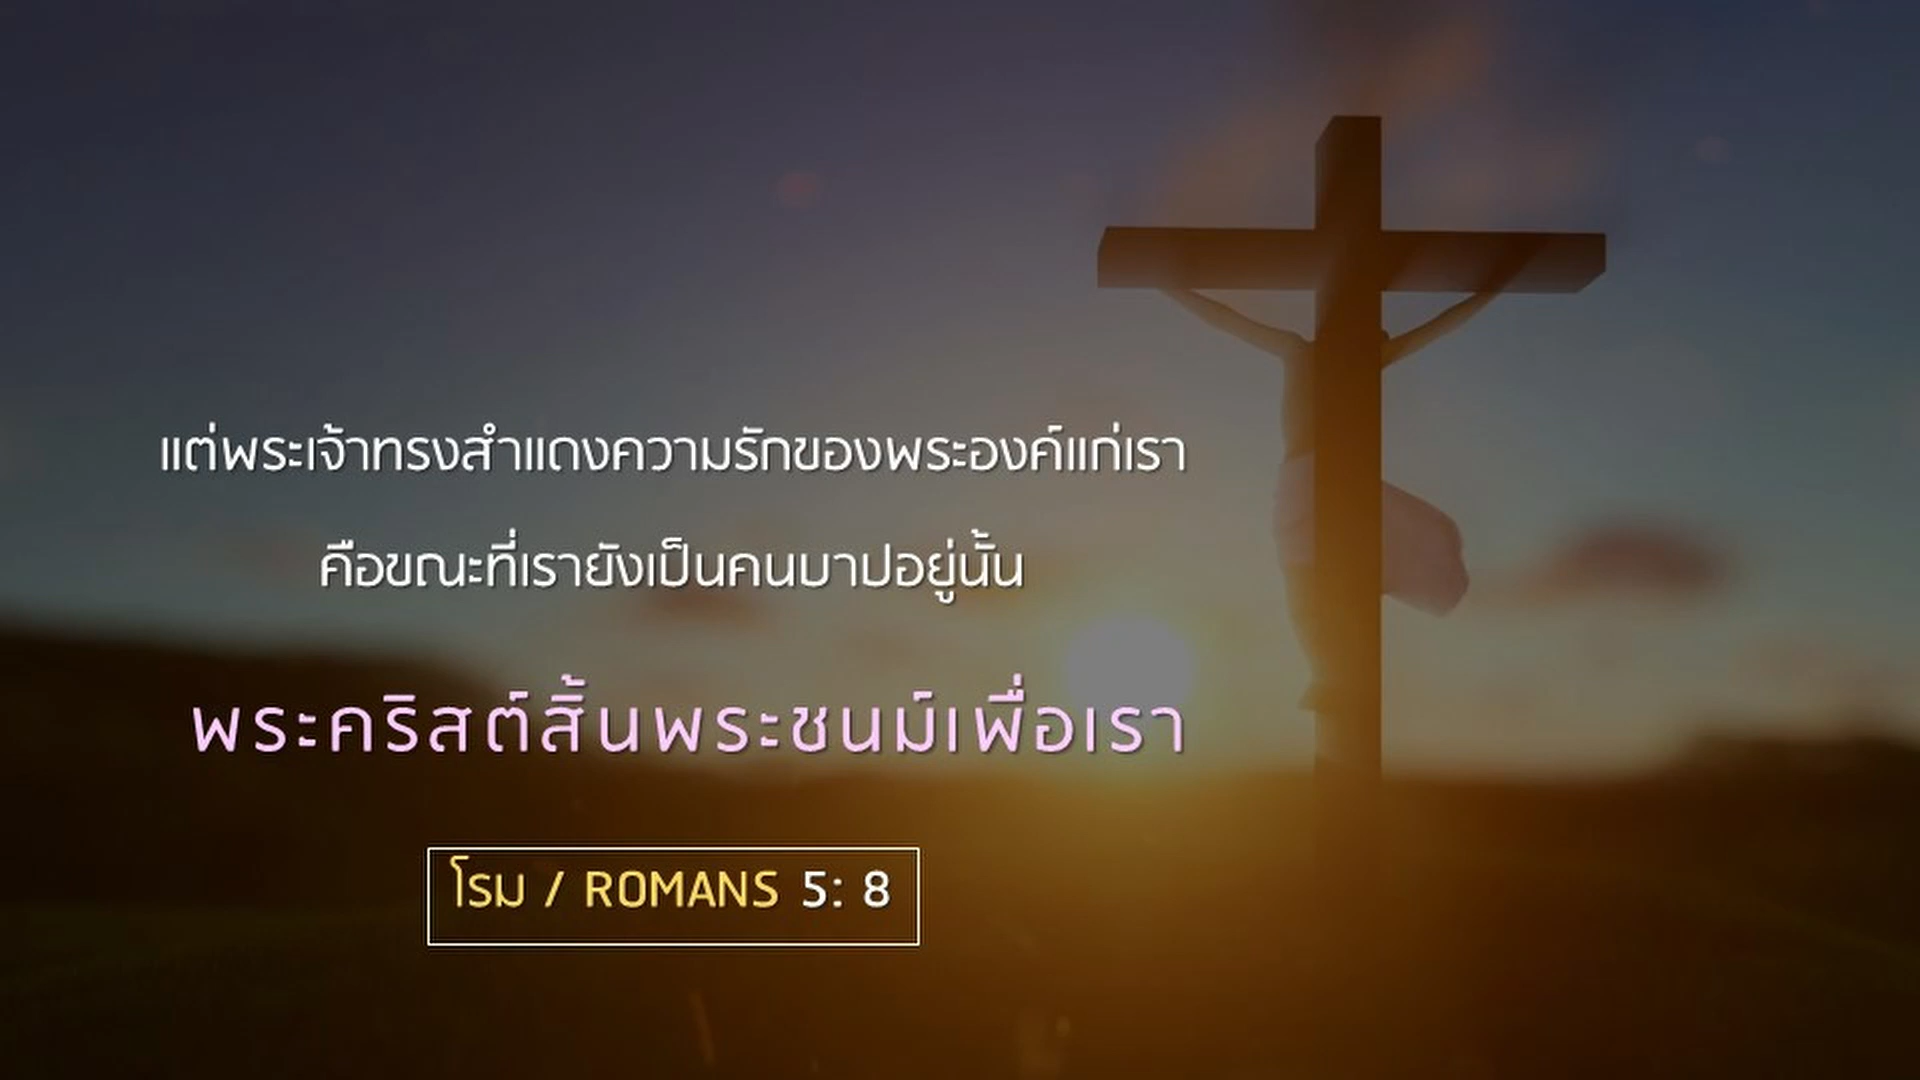 แต่พระเจ้าทรงสำแดงความรักของพระองค์แก่เรา
คือขณะที่เรายังเป็นคนบาปอยู่นั้น
พระคริสต์สิ้นพระชนม์เพื่อเรา
โรม / ROMANS 5: 8